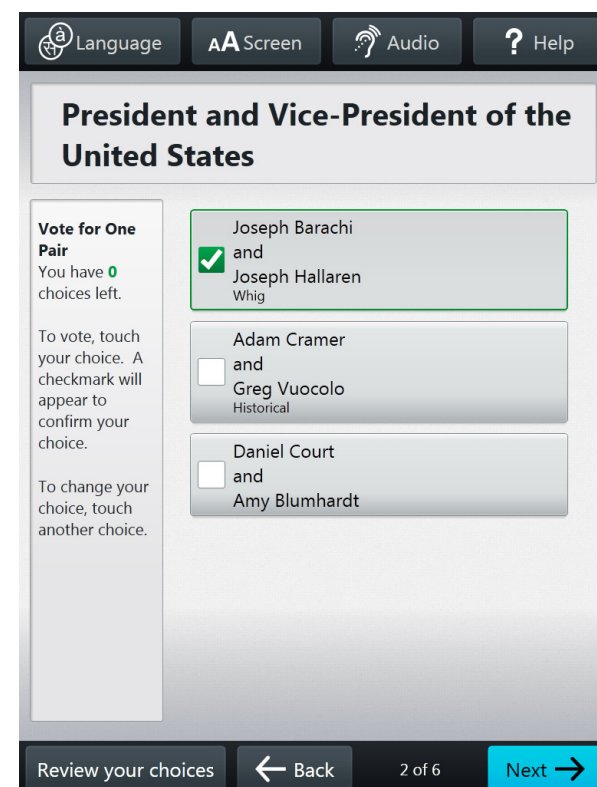 Language
AA Screen
Audio
? Help
President and Vice-President of the
United States
Vote for One
Pair
You have 0
choices left.
To vote, touch
your choice. A
checkmark will
appear to
confirm your
choice.
To change your
choice, touch
another choice.
Joseph Barachi
and
Joseph Hallaren
Whig
Adam Cramer
and
Greg Vuocolo
Historical
Daniel Court
and
Amy Blumhardt
Review your choices
Back
2 of 6
Next